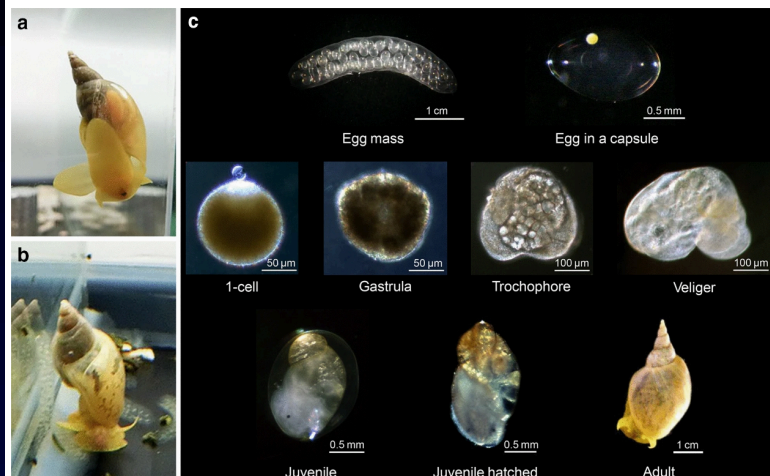 a
b
c
1 cm
0.5 mm
Egg mass
Egg in a capsule
50 µm
50 µm
100 µm
100 µm
1-cell
Gastrula
Trochophore
Veliger
0.5 mm
0.5 mm
1 cm
Juvenile
Juvenile hatched
Adult